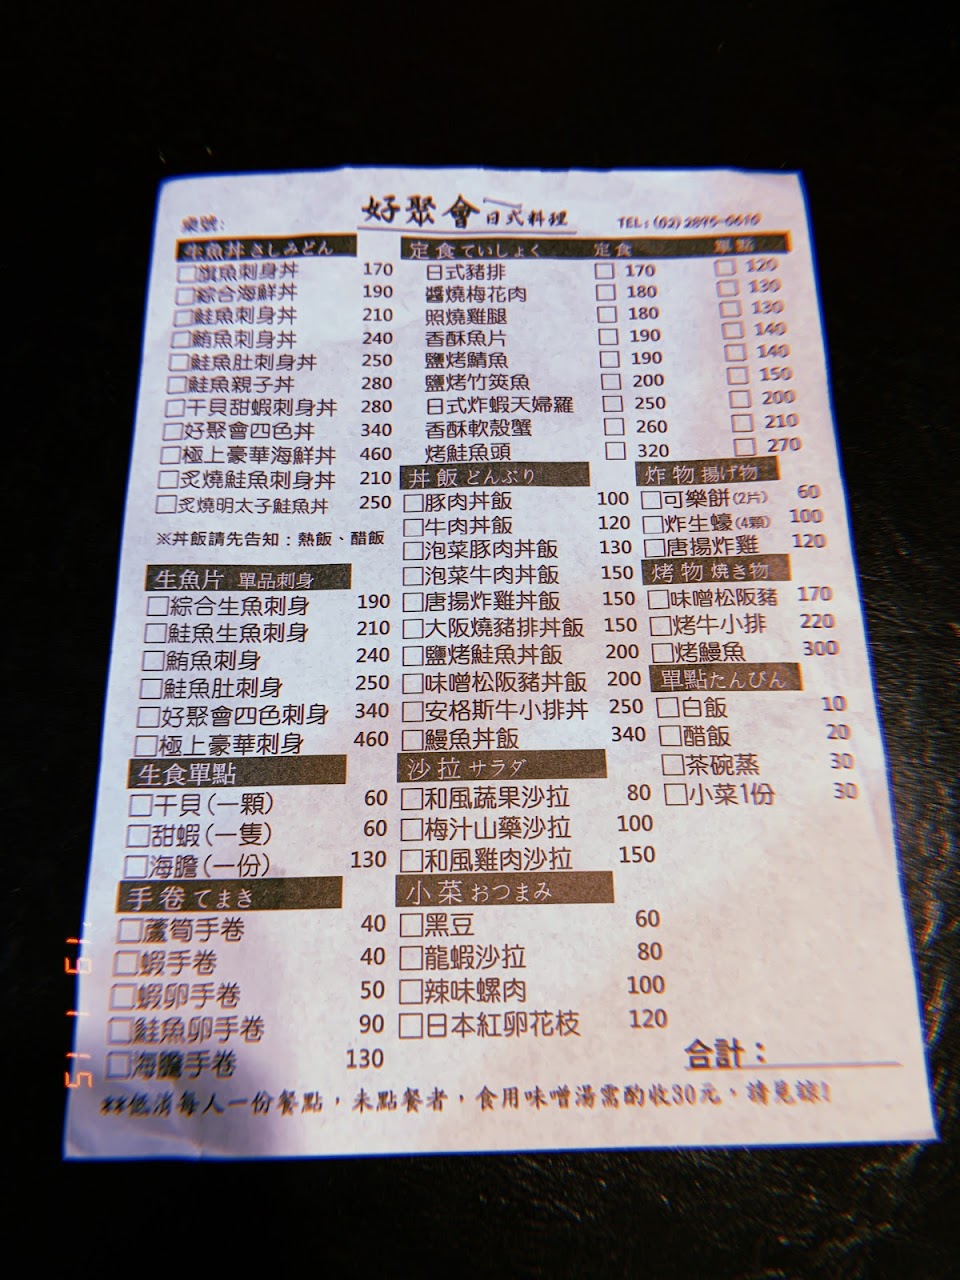 好聚會日式料理
桌號:
TEL: (02) 2895-6616
生魚丼 さしみどん
□旗魚刺身丼 170
□綜合海鮮丼 190
□鮭魚刺身丼 210
□鮪魚刺身丼 240
□鮭魚肚刺身丼 250
□鮭魚親子丼 280
□干貝甜蝦刺身丼 280
□好聚會四色丼 340
□極上豪華海鮮丼 460
□炙燒鮭魚刺身丼 210
□炙燒明太子鮭魚丼 250
※丼飯請先告知：熱飯、醋飯
生魚片 單品刺身
□綜合生魚刺身 190
□鮭魚生魚刺身 210
□鮪魚刺身 240
□鮭魚肚刺身 250
□好聚會四色刺身 340
□極上豪華刺身 460
生食單點
□干貝(一顆) 60
□甜蝦(一隻) 60
□海膽(一份) 130
手卷 てまき
□蘆筍手卷 40
□蝦手卷 40
□蝦卵手卷 50
□鮭魚卵手卷 90
□海膽手卷 130
定食 ていしょく 定食 單點
日式豬排 □ 170 □ 120
醬燒梅花肉 □ 180 □ 130
照燒雞腿 □ 180 □ 130
香酥魚片 □ 190 □ 140
鹽烤鯖魚 □ 190 □ 140
鹽烤竹筴魚 □ 200 □ 150
日式炸蝦天婦羅 □ 250 □ 200
香酥軟殼蟹 □ 260 □ 210
烤鮭魚頭 □ 320 □ 270
丼飯 どんぶり
□豚肉丼飯 100
□牛肉丼飯 120
□泡菜豚肉丼飯 130
□泡菜牛肉丼飯 150
□唐揚炸雞丼飯 150
□大阪燒豬排丼飯 150
□鹽烤鮭魚丼飯 200
□味噌松阪豬丼飯 200
□安格斯牛小排丼 250
□鰻魚丼飯 340
沙拉 サラダ
□和風蔬果沙拉 80
□梅汁山藥沙拉 100
□和風雞肉沙拉 150
小菜 おつまみ
□黑豆 60
□龍蝦沙拉 80
□辣味螺肉 100
□日本紅卵花枝 120
炸物 揚げ物
□可樂餅(2片) 60
□炸生蠔(4顆) 100
□唐揚炸雞 120
烤物 燒き物
□味噌松阪豬 170
□烤牛小排 220
□烤鰻魚 300
單點 たんぴん
□白飯 10
□醋飯 20
□茶碗蒸 30
□小菜1份 30
合計：
**低消每人一份餐點，未點餐者，食用味噌湯需酌收30元，請見諒!